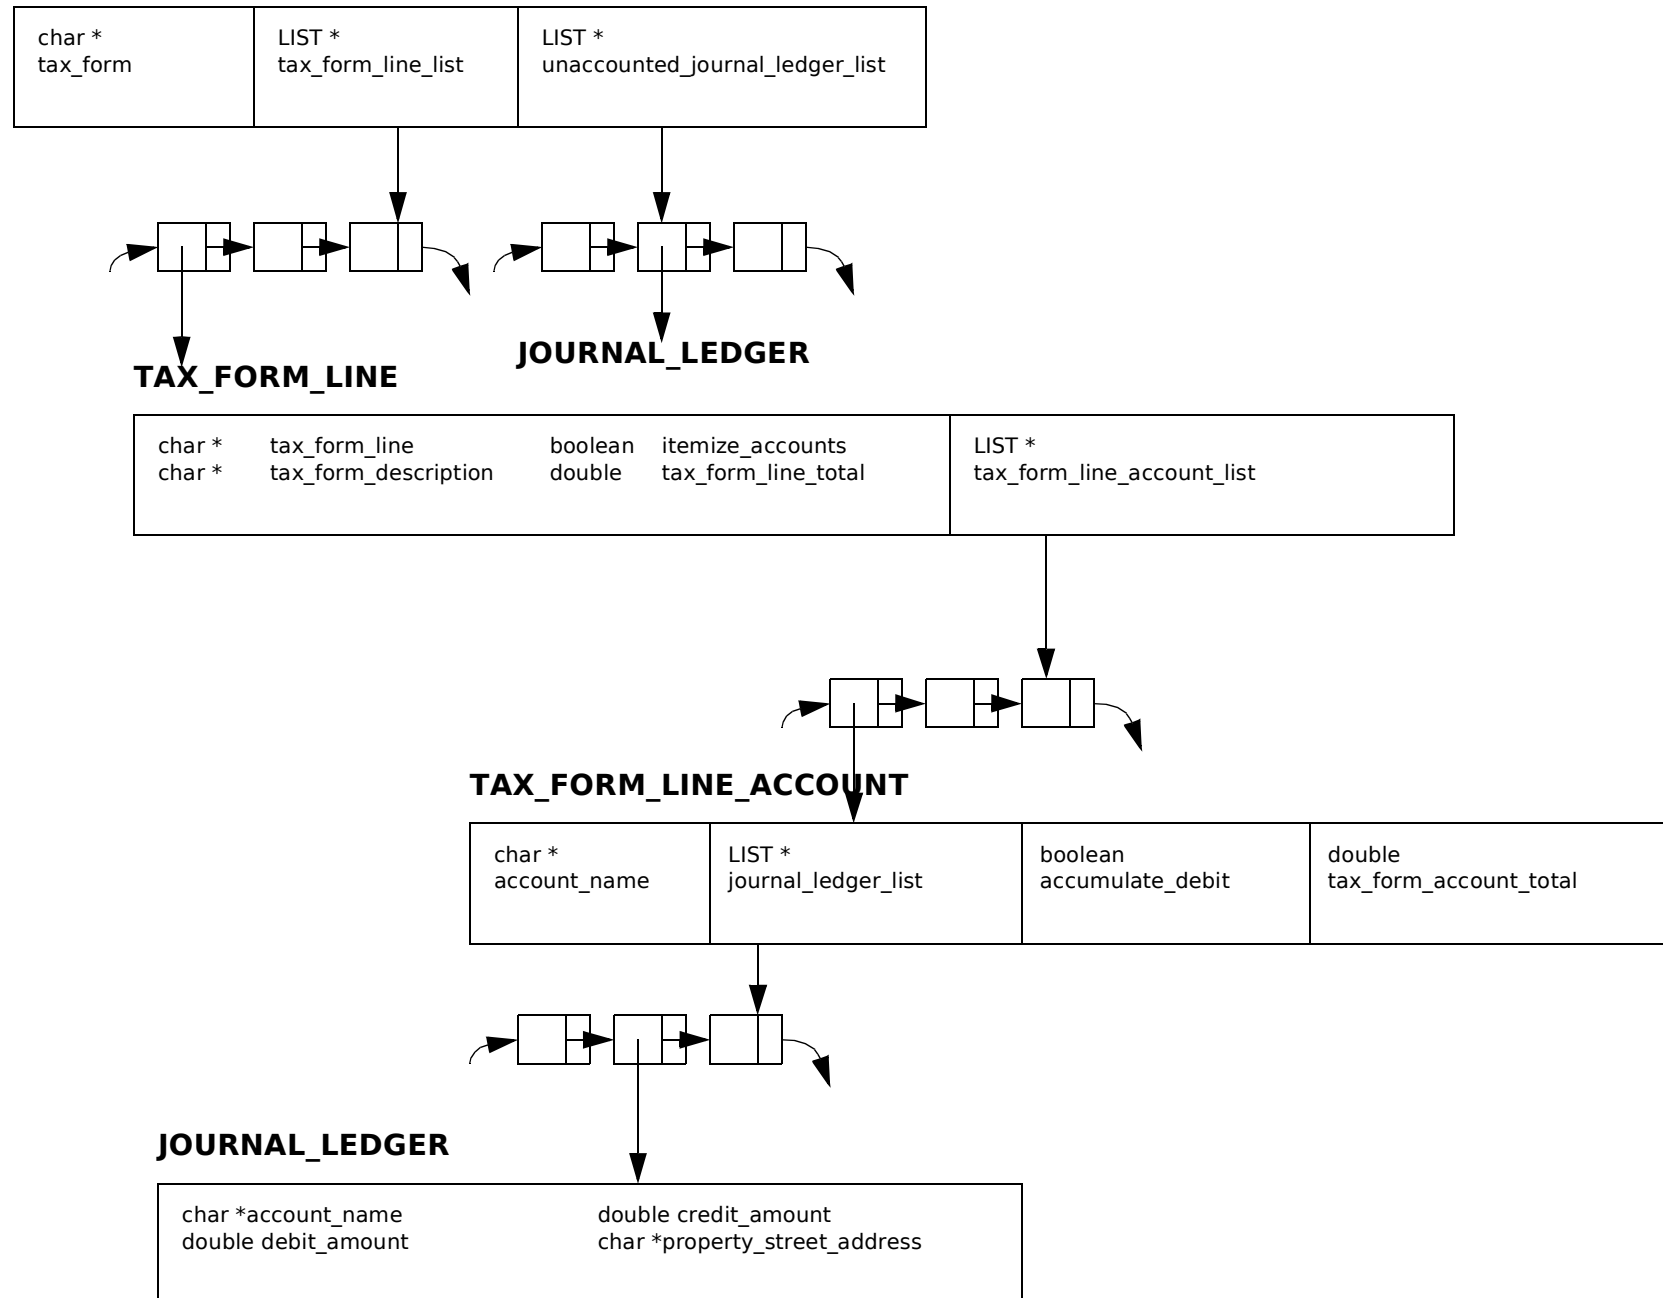 char *
tax_form
LIST *
tax_form_line_list
LIST *
unaccounted_journal_ledger_list
JOURNAL_LEDGER
TAX_FORM_LINE
char * tax_form_line boolean itemize_accounts
char * tax_form_description double tax_form_line_total
LIST *
tax_form_line_account_list
TAX_FORM_LINE_ACCOUNT
char *
account_name
LIST *
journal_ledger_list
boolean
accumulate_debit
double
tax_form_account_total
JOURNAL_LEDGER
char *account_name double credit_amount
double debit_amount char *property_street_address